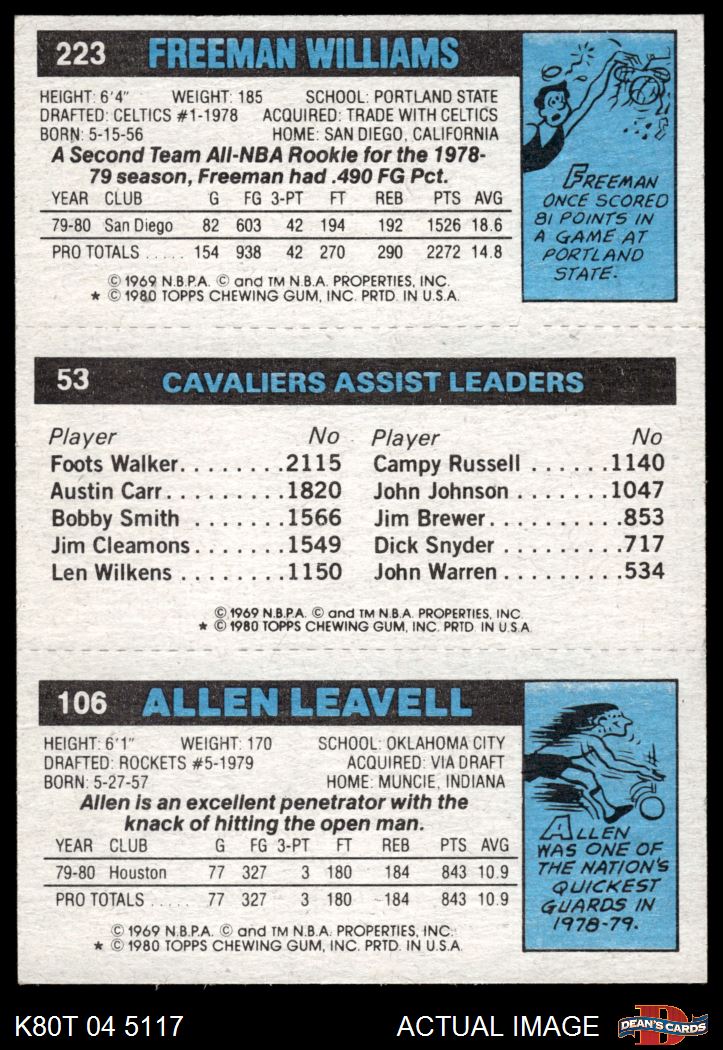 223 FREEMAN WILLIAMS
HEIGHT: 6'4" WEIGHT: 185 SCHOOL: PORTLAND STATE
DRAFTED: CELTICS #1-1978 ACQUIRED: TRADE WITH CELTICS
BORN: 5-15-56 HOME: SAN DIEGO, CALIFORNIA
A Second Team All-NBA Rookie for the 1978-
79 season, Freeman had .490 FG Pct.
YEAR CLUB G FG 3-PT FT REB PTS AVG
79-80 San Diego 82 603 42 194 192 1526 18.6
PRO TOTALS ..... 154 938 42 270 290 2272 14.8
© 1969 N.B.P.A. © and TM N.B.A. PROPERTIES, INC.
* © 1980 TOPPS CHEWING GUM, INC. PRTD. IN U.S.A.
FREEMAN
ONCE SCORED
81 POINTS IN
A GAME AT
PORTLAND
STATE.
53 CAVALIERS ASSIST LEADERS
Player No Player No
Foots Walker........2115 Campy Russell ......1140
Austin Carr.........1820 John Johnson .......1047
Bobby Smith .......1566 Jim Brewer..........853
Jim Cleamons.......1549 Dick Snyder .........717
Len Wilkens .......1150 John Warren.........534
© 1969 N.B.P.A. © and TM N.B.A. PROPERTIES, INC.
* © 1980 TOPPS CHEWING GUM, INC. PRTD. IN U.S.A.
106 ALLEN LEAVELL
HEIGHT: 6'1" WEIGHT: 170 SCHOOL: OKLAHOMA CITY
DRAFTED: ROCKETS #5-1979 ACQUIRED: VIA DRAFT
BORN: 5-27-57 HOME: MUNCIE, INDIANA
Allen is an excellent penetrator with the
knack of hitting the open man.
YEAR CLUB G FG 3-PT FT REB PTS AVG
79-80 Houston 77 327 3 180 184 843 10.9
PRO TOTALS ..... 77 327 3 180 184 843 10.9
© 1969 N.B.P.A. © and TM N.B.A. PROPERTIES, INC.
* © 1980 TOPPS CHEWING GUM, INC. PRTD. IN U.S.A.
ALLEN
WAS ONE OF
THE NATION'S
QUICKEST
GUARDS IN
1978-79.
K80T 04 5117 ACTUAL IMAGE
D
DEAN'S CARDS